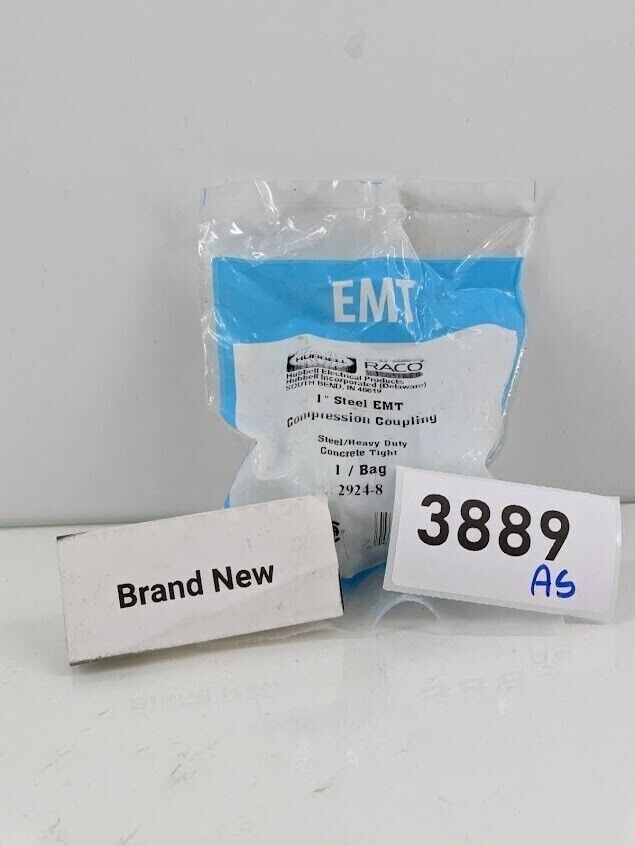 EMT
HUBBELL RACO
Hubbell Electrical Products
Hubbell Incorporated (Delaware)
SOUTH BEND, IN 46619
1" Steel EMT
Compression Coupling
Steel/Heavy Duty
Concrete Tight
1 / Bag
2924-8
Brand New
3889
AS